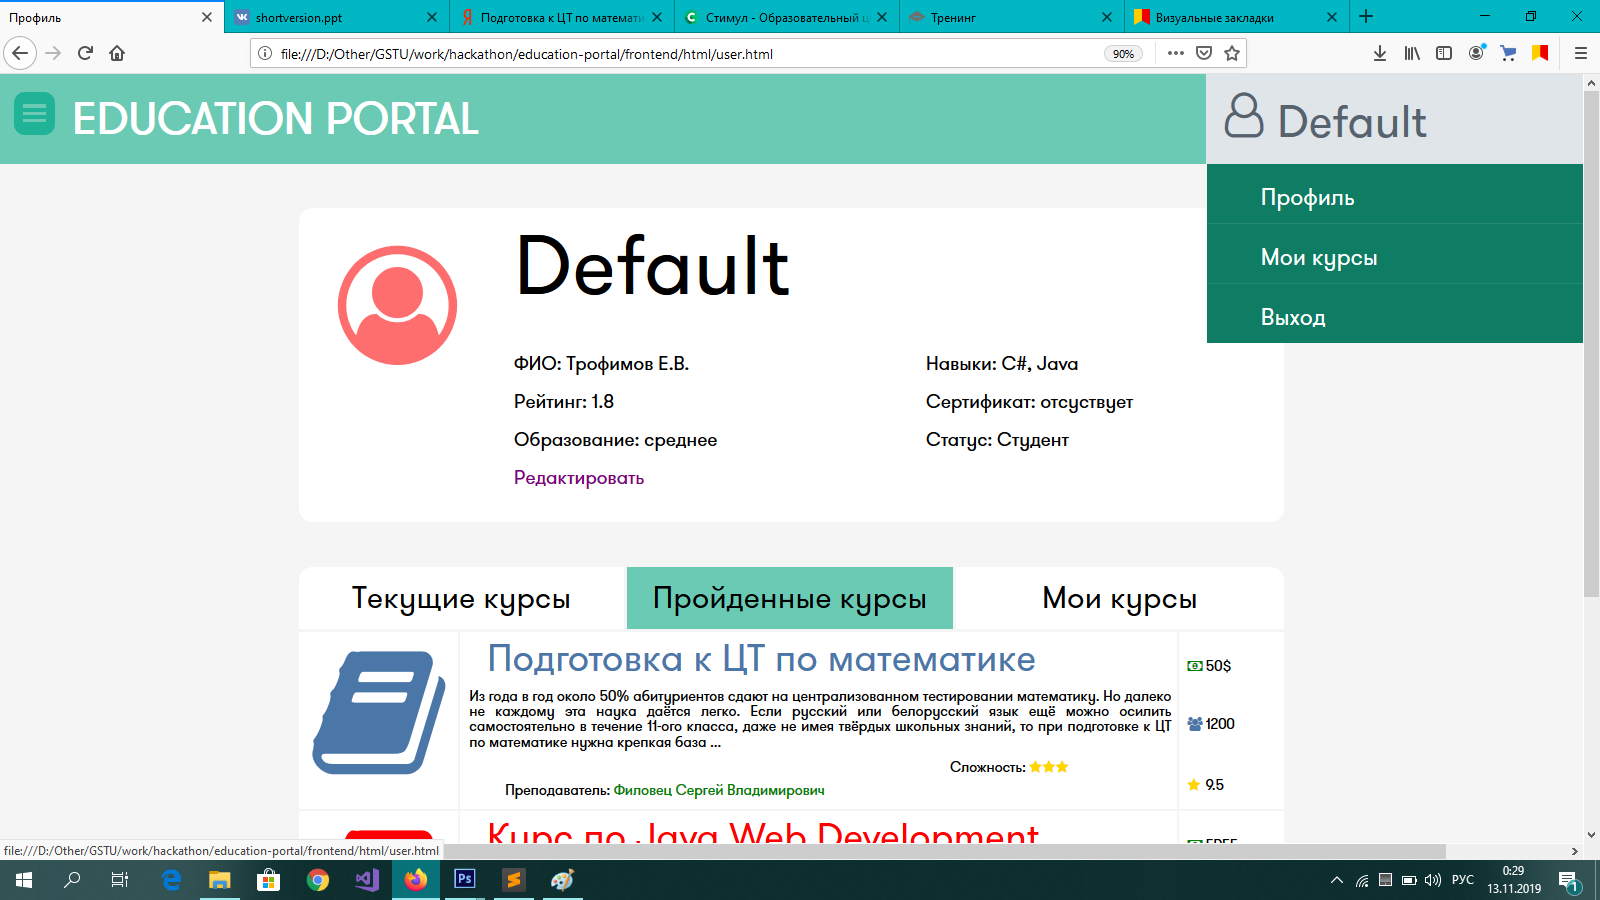 Профиль
shortversion.ppt
Подготовка к ЦТ по математи
Стимул - Образовательный ц
Тренинг
Визуальные закладки
file:///D:/Other/GSTU/work/hackathon/education-portal/frontend/html/user.html
90%
EDUCATION PORTAL
Default
Профиль
Мои курсы
Выход
Default
ФИО: Трофимов Е.В.
Навыки: C#, Java
Рейтинг: 1.8
Сертификат: отсуствует
Образование: среднее
Статус: Студент
Редактировать
Текущие курсы
Пройденные курсы
Мои курсы
Подготовка к ЦТ по математике
Из года в год около 50% абитуриентов сдают на централизованном тестировании математику. Но далеко
не каждому эта наука даётся легко. Если русский или белорусский язык ещё можно осилить
самостоятельно в течение 11-ого класса, даже не имея твёрдых школьных знаний, то при подготовке к ЦТ
по математике нужна крепкая база ...
Сложность:
Преподаватель: Филовец Сергей Владимирович
50$
1200
9.5
Курс по Java Web Development
FREE
file:///D:/Other/GSTU/work/hackathon/education-portal/frontend/html/user.html
РУС
0:29
13.11.2019
1